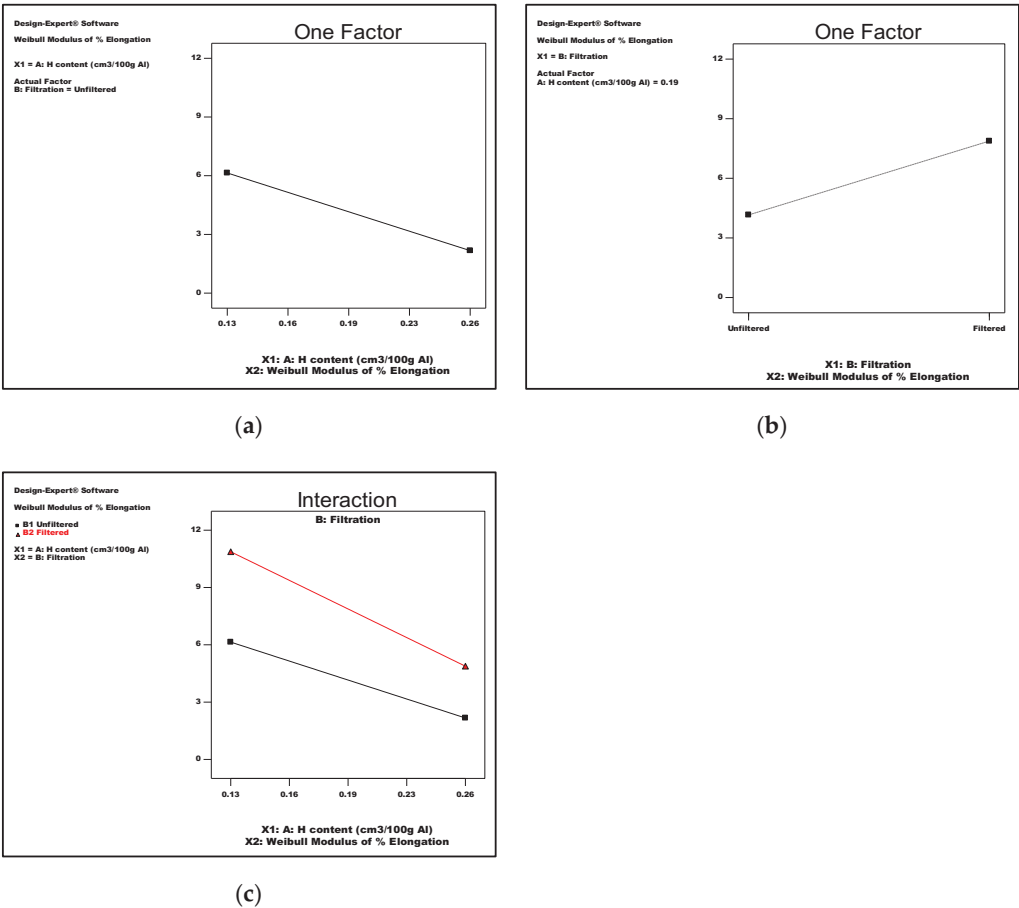 Design-Expert® Software
Weibull Modulus of % Elongation
X1 = A: H content (cm3/100g Al)
Actual Factor
B: Filtration = Unfiltered
One Factor
12
9
6
3
0
0.13 0.16 0.19 0.23 0.26
X1: A: H content (cm3/100g Al)
X2: Weibull Modulus of % Elongation
(a)
Design-Expert® Software
Weibull Modulus of % Elongation
X1 = B: Filtration
Actual Factor
A: H content (cm3/100g Al) = 0.19
One Factor
12
9
6
3
0
Unfiltered Filtered
X1: B: Filtration
X2: Weibull Modulus of % Elongation
(b)
Design-Expert® Software
Weibull Modulus of % Elongation
B1 Unfiltered
B2 Filtered
X1 = A: H content (cm3/100g Al)
X2 = B: Filtration
Interaction
B: Filtration
12
9
6
3
0
0.13 0.16 0.19 0.23 0.26
X1: A: H content (cm3/100g Al)
X2: Weibull Modulus of % Elongation
(c)